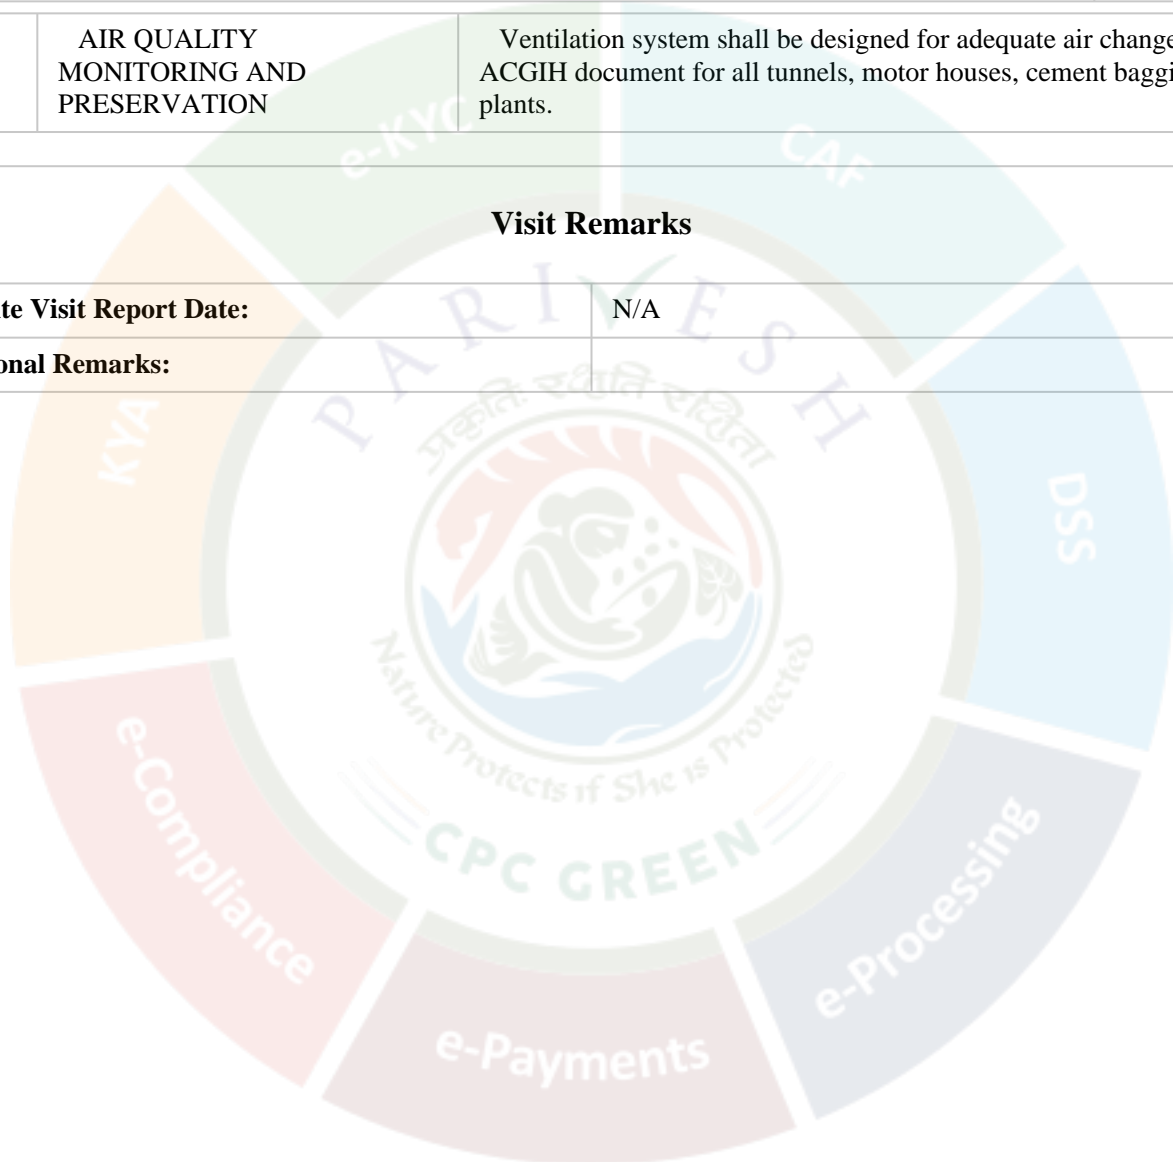 AIR QUALITY
MONITORING AND
PRESERVATION
Ventilation system shall be designed for adequate air change
ACGIH document for all tunnels, motor houses, cement baggi
plants.
Visit Remarks
te Visit Report Date:
N/A
onal Remarks:
e-KYC
CAF
KYA
DSS
PARIVESH
प्रकृतिः रक्षति रक्षिता
Nature Protects if She is Protected
CPC GREEN
e-Compliance
e-Processing
e-Payments